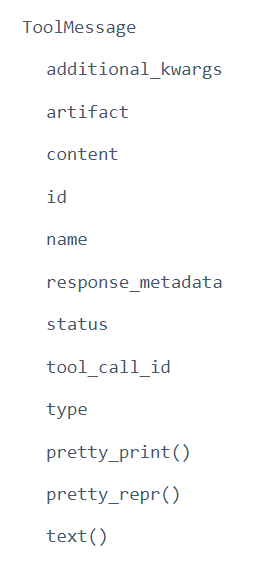 ToolMessage
additional_kwargs
artifact
content
id
name
response_metadata
status
tool_call_id
type
pretty_print()
pretty_repr()
text()